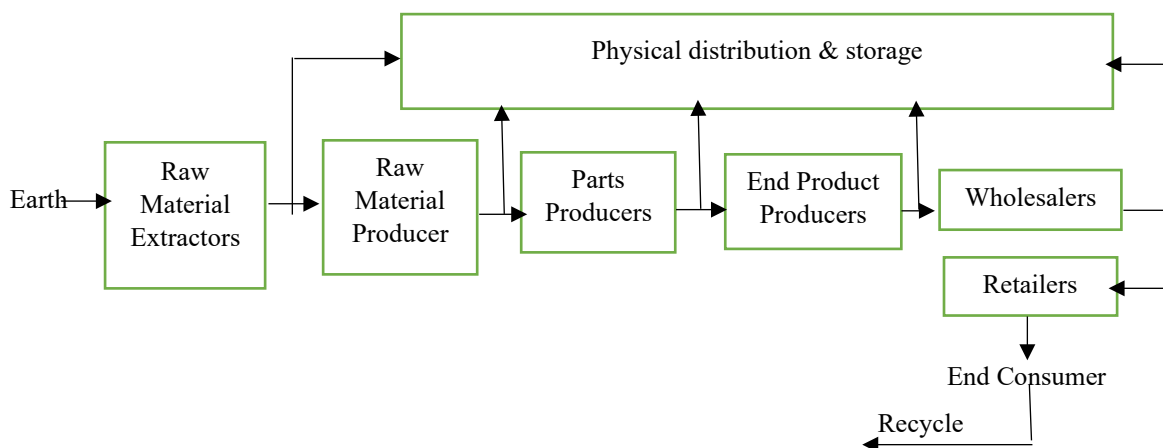 Physical distribution & storage
Earth
Raw
Material
Extractors
Raw
Material
Producer
Parts
Producers
End Product
Producers
Wholesalers
Retailers
End Consumer
Recycle